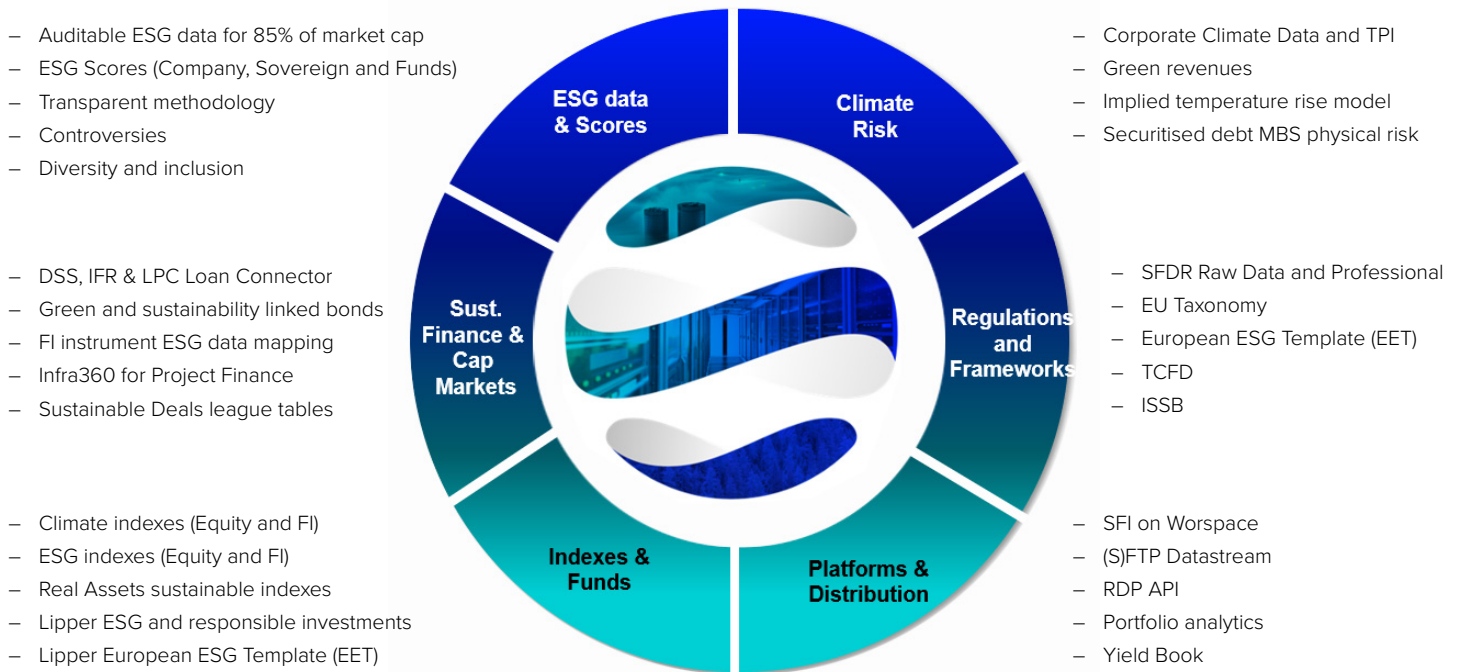 – Auditable ESG data for 85% of market cap
– ESG Scores (Company, Sovereign and Funds)
– Transparent methodology
– Controversies
– Diversity and inclusion
ESG data
& Scores
Climate
Risk
– Corporate Climate Data and TPI
– Green revenues
– Implied temperature rise model
– Securitised debt MBS physical risk
– DSS, IFR & LPC Loan Connector
– Green and sustainability linked bonds
– FI instrument ESG data mapping
– Infra360 for Project Finance
– Sustainable Deals league tables
Sust.
Finance &
Cap
Markets
Regulations
and
Frameworks
– SFDR Raw Data and Professional
– EU Taxonomy
– European ESG Template (EET)
– TCFD
– ISSB
– Climate indexes (Equity and FI)
– ESG indexes (Equity and FI)
– Real Assets sustainable indexes
– Lipper ESG and responsible investments
– Lipper European ESG Template (EET)
Indexes &
Funds
Platforms &
Distribution
– SFI on Worspace
– (S)FTP Datastream
– RDP API
– Portfolio analytics
– Yield Book